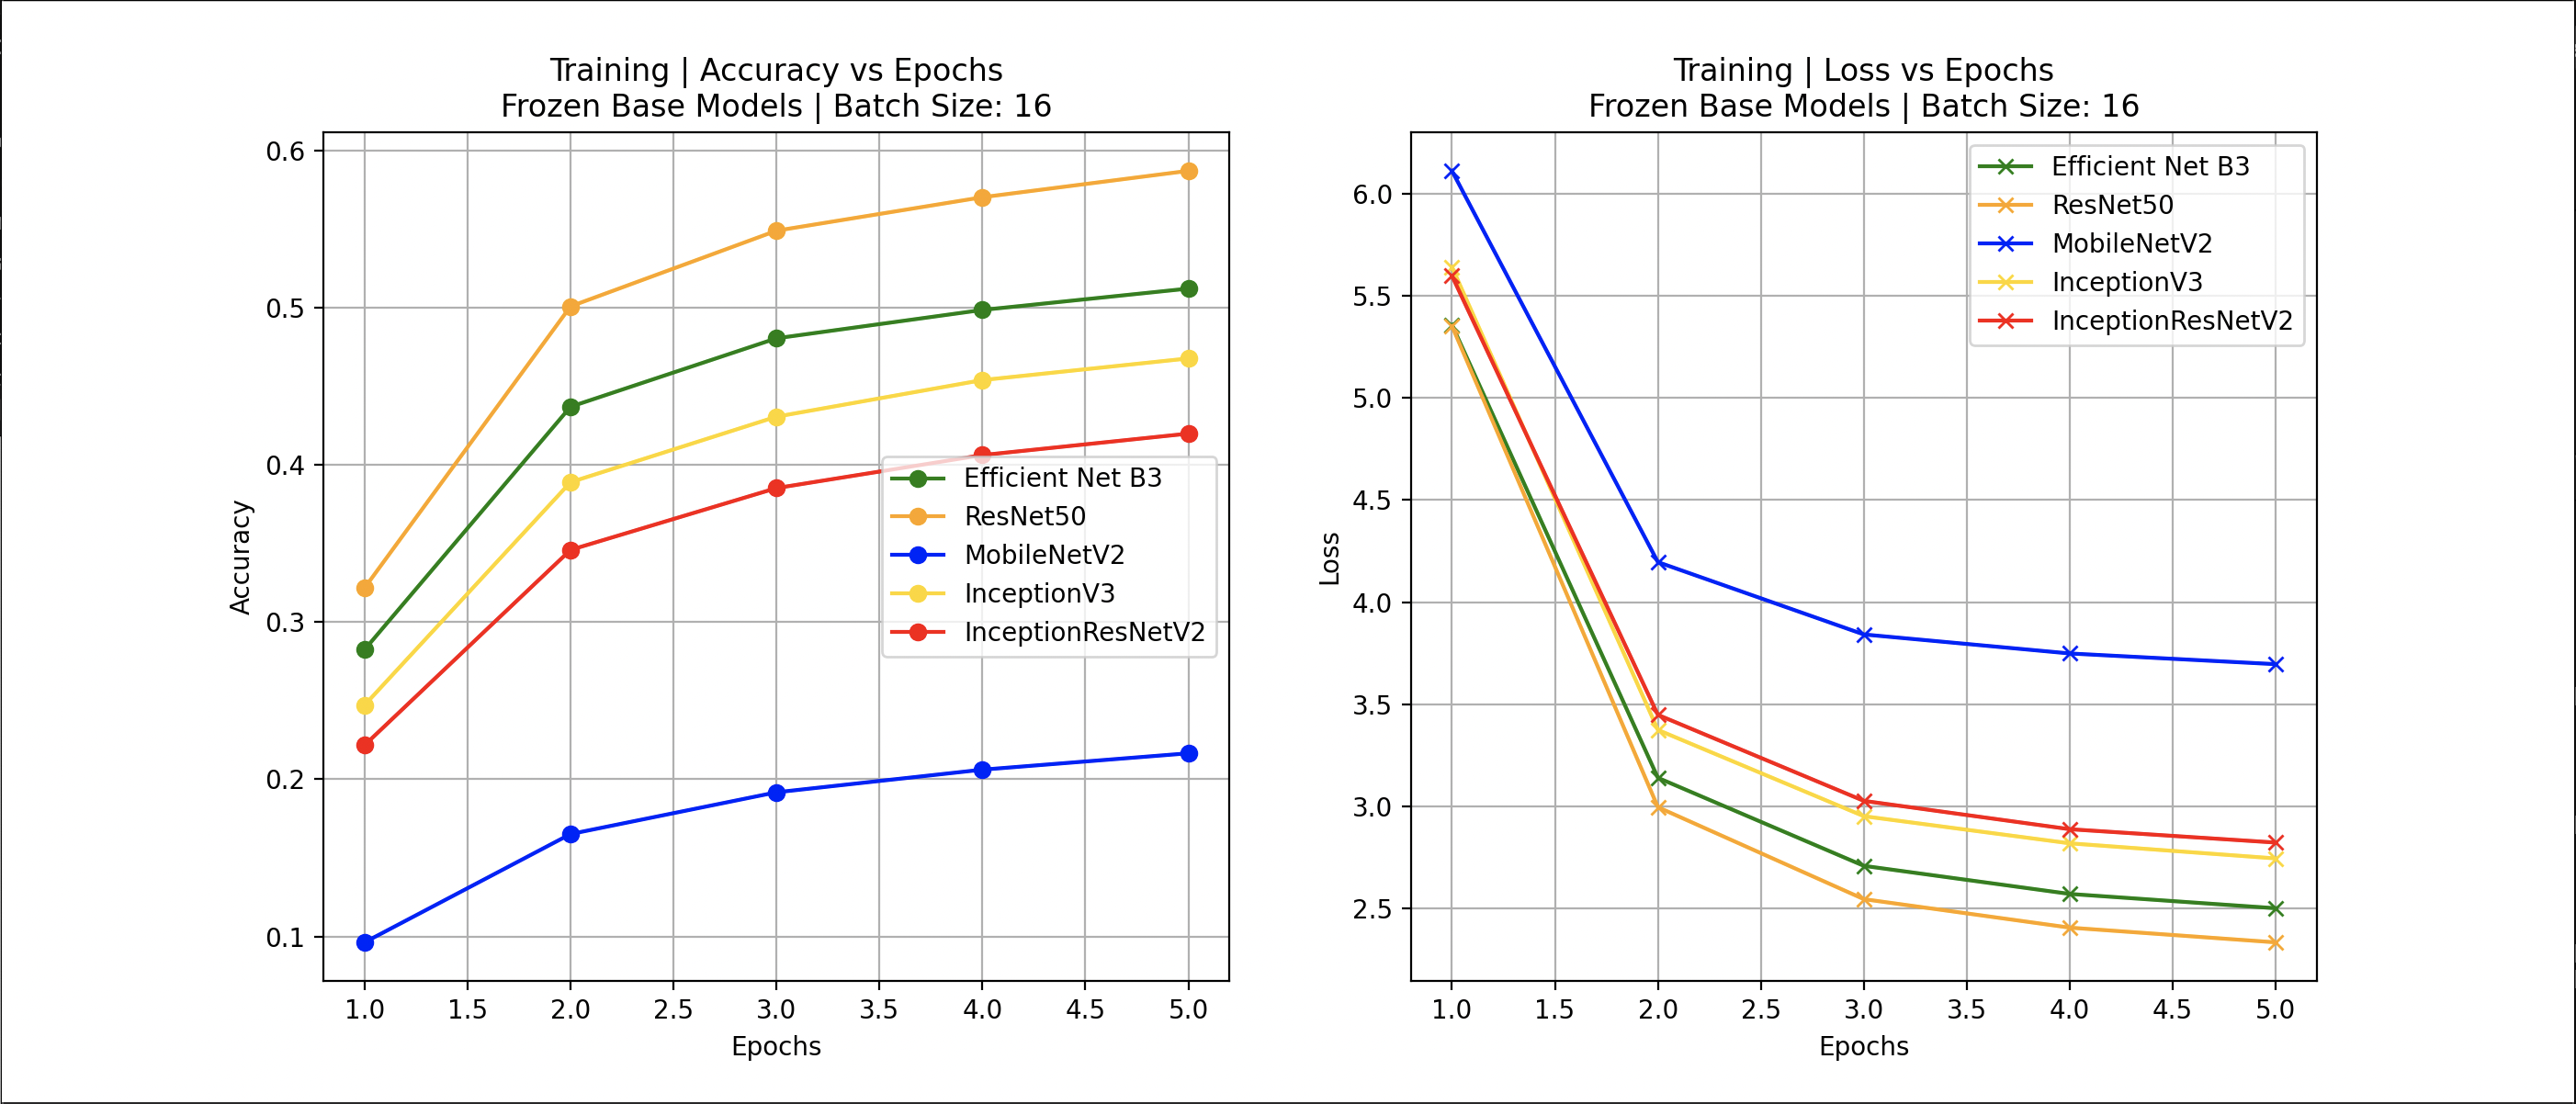 Training | Accuracy vs Epochs
Frozen Base Models | Batch Size: 16
0.6
0.5
0.4
0.3
0.2
0.1
Accuracy
Efficient Net B3
ResNet50
MobileNetV2
InceptionV3
InceptionResNetV2
1.0 1.5 2.0 2.5 3.0 3.5 4.0 4.5 5.0
Epochs
Training | Loss vs Epochs
Frozen Base Models | Batch Size: 16
6.0
5.5
5.0
4.5
4.0
3.5
3.0
2.5
Loss
Efficient Net B3
ResNet50
MobileNetV2
InceptionV3
InceptionResNetV2
1.0 1.5 2.0 2.5 3.0 3.5 4.0 4.5 5.0
Epochs